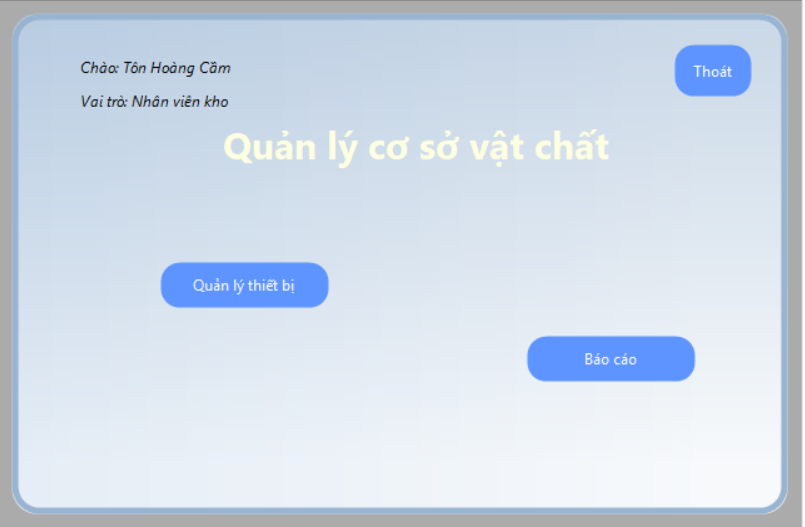 Chào: Tôn Hoàng Cầm
Thoát
Vai trò: Nhân viên kho
Quản lý cơ sở vật chất
Quản lý thiết bị
Báo cáo